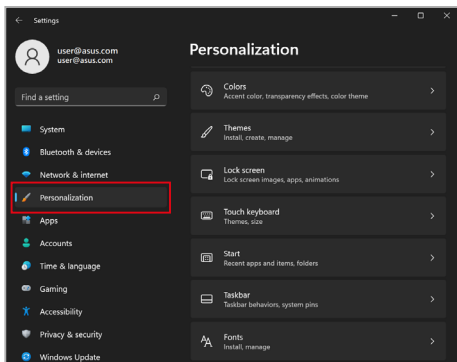 Settings
user@asus.com
user@asus.com
Find a setting
System
Bluetooth & devices
Network & internet
Personalization
Apps
Accounts
Time & language
Gaming
Accessibility
Privacy & security
Windows Update
Personalization
Colors
Accent color, transparency effects, color theme
Themes
Install, create, manage
Lock screen
Lock screen images, apps, animations
Touch keyboard
Themes, size
Start
Recent apps and items, folders
Taskbar
Taskbar behaviors, system pins
Fonts
Install, manage